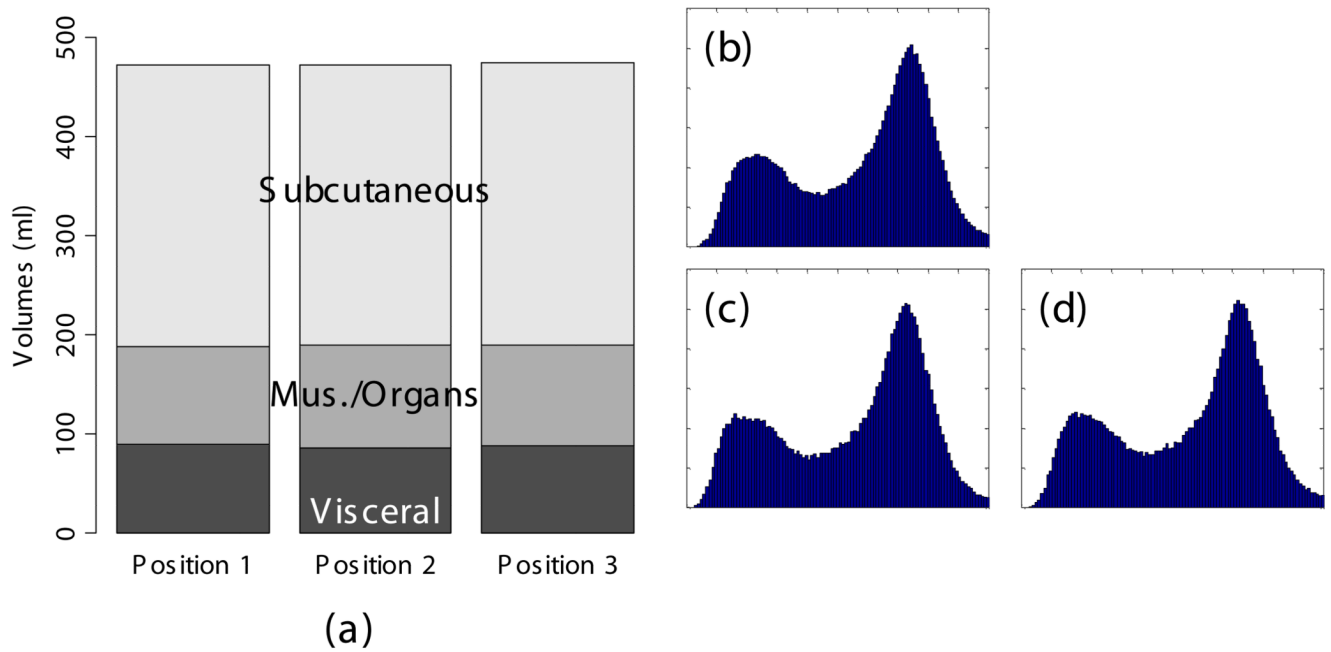 Volumes (ml)
500
400
300
200
100
0
Subcutaneous
Mus./Organs
Visceral
Position 1
Position 2
Position 3
(a)
(b)
(c)
(d)